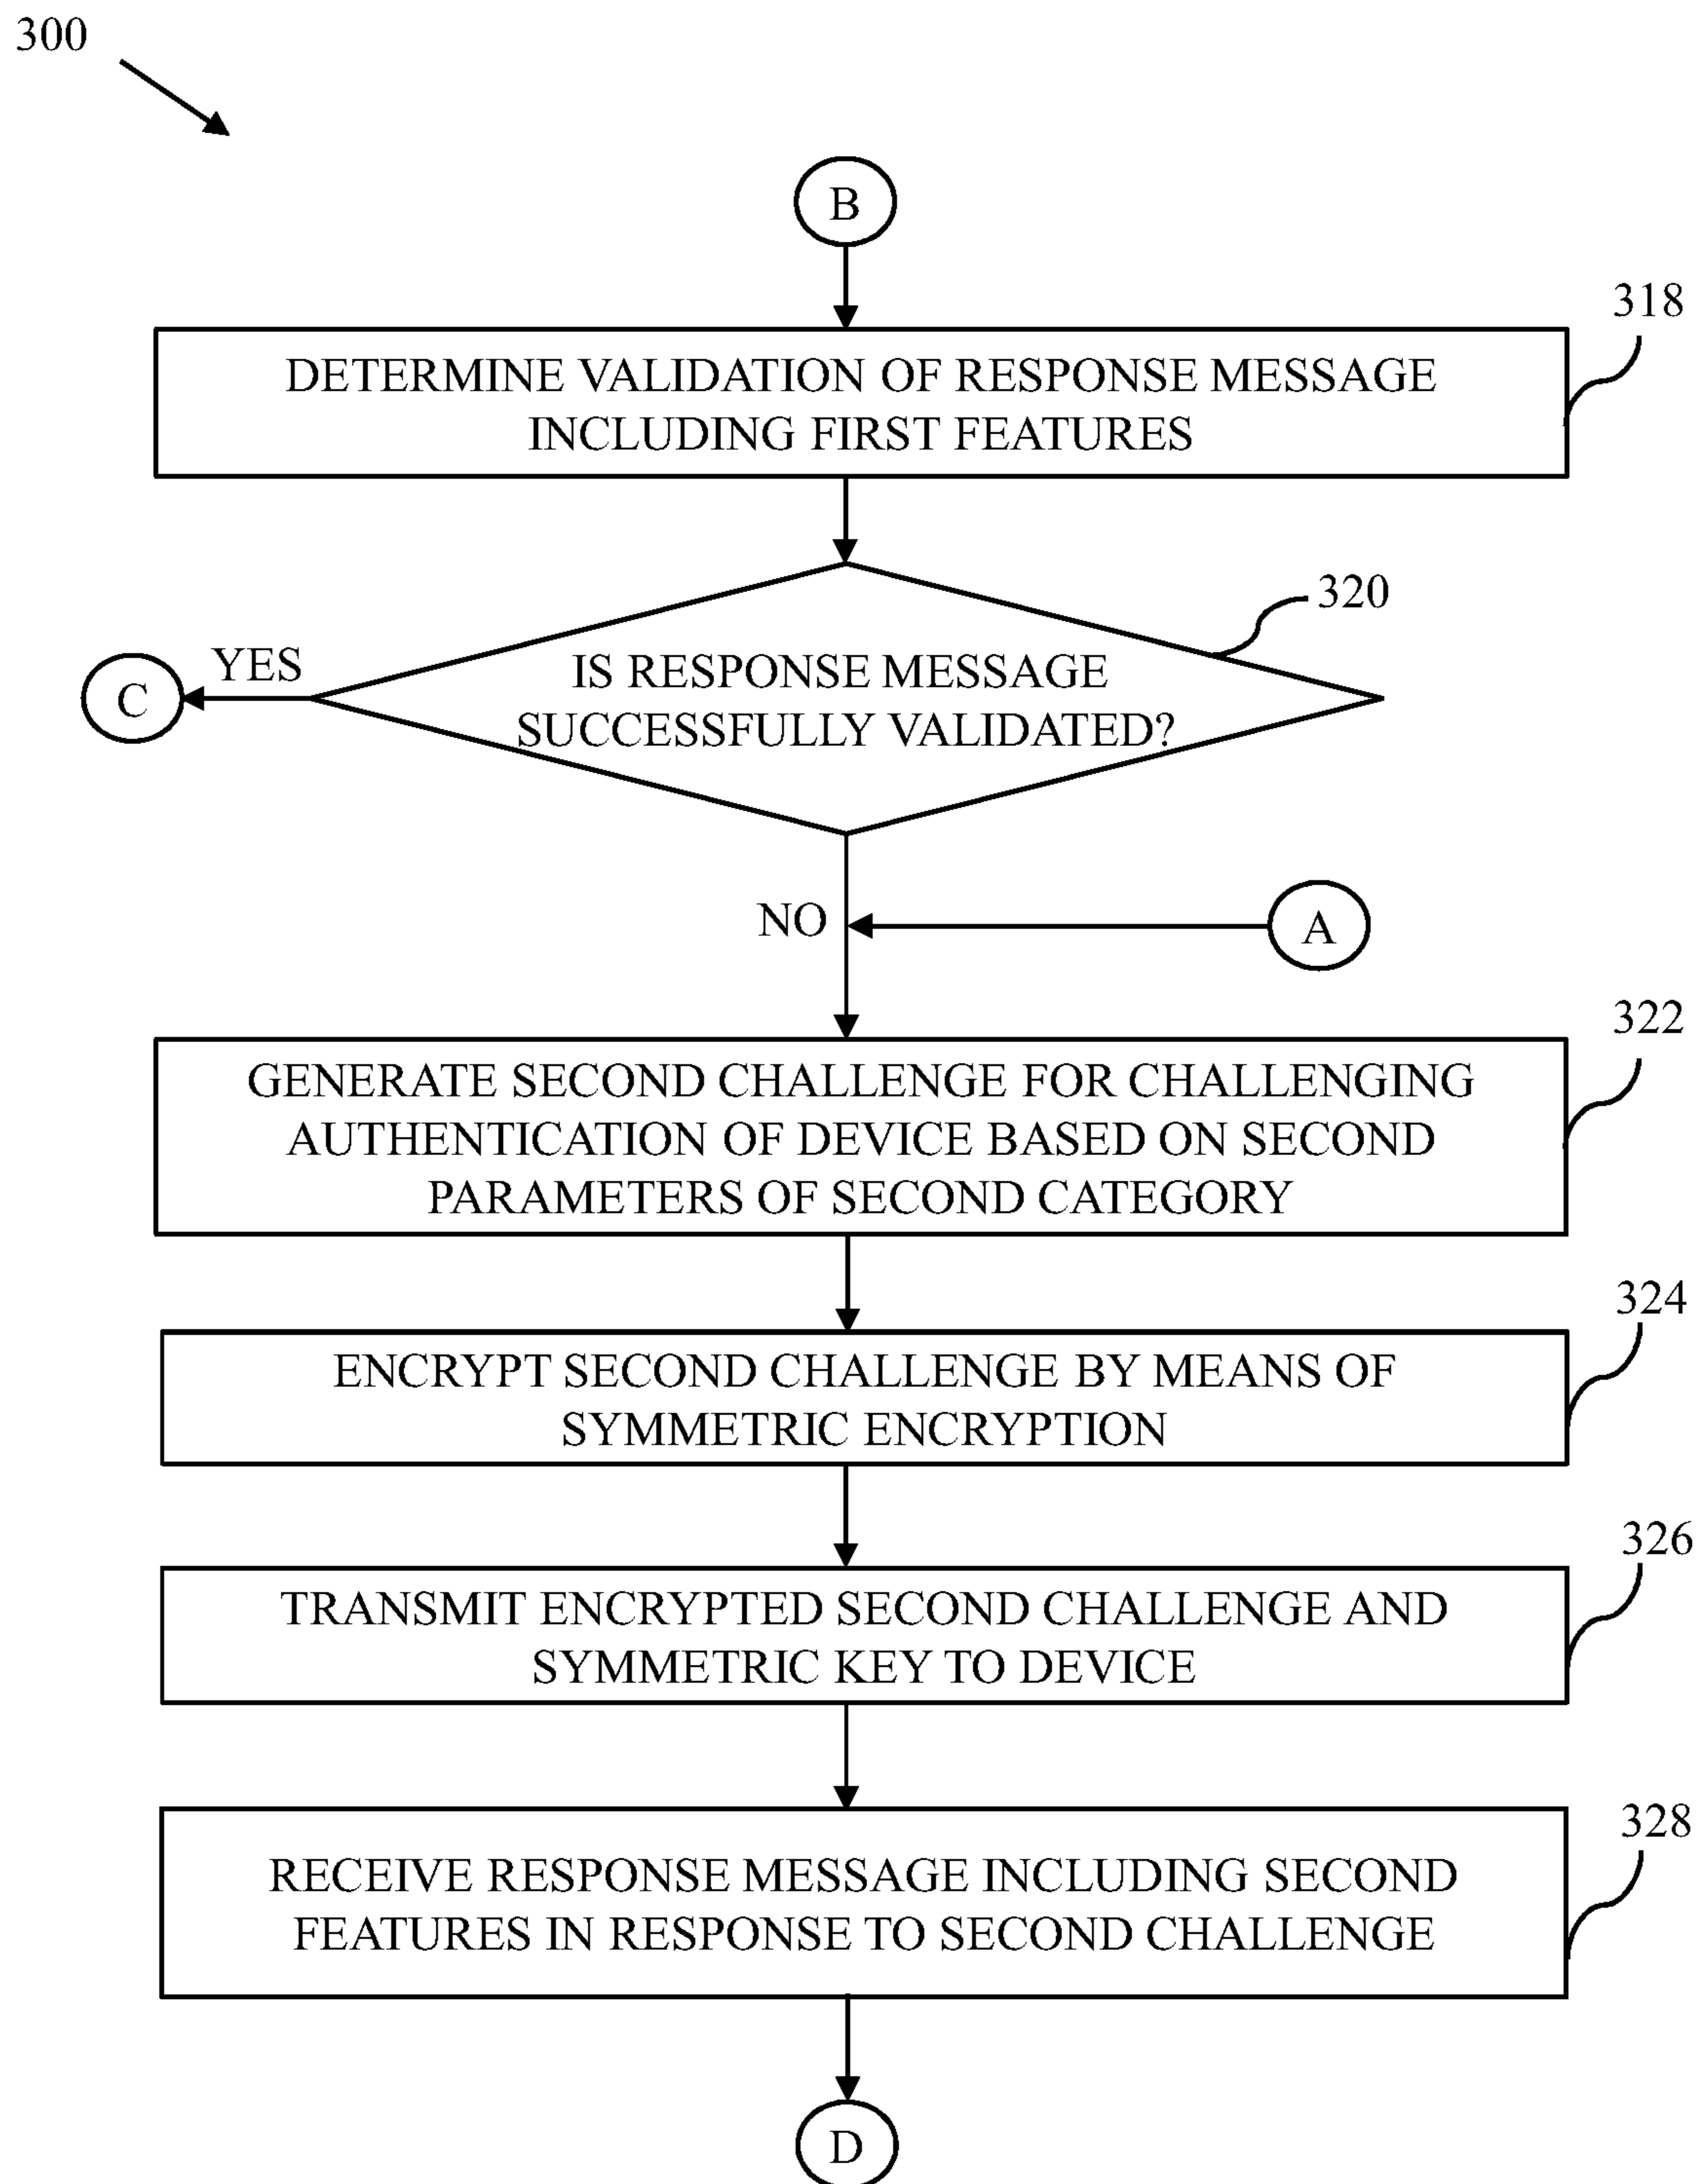 300
B
318
DETERMINE VALIDATION OF RESPONSE MESSAGE
INCLUDING FIRST FEATURES
320
IS RESPONSE MESSAGE
SUCCESSFULLY VALIDATED?
YES
C
NO
A
322
GENERATE SECOND CHALLENGE FOR CHALLENGING
AUTHENTICATION OF DEVICE BASED ON SECOND
PARAMETERS OF SECOND CATEGORY
324
ENCRYPT SECOND CHALLENGE BY MEANS OF
SYMMETRIC ENCRYPTION
326
TRANSMIT ENCRYPTED SECOND CHALLENGE AND
SYMMETRIC KEY TO DEVICE
328
RECEIVE RESPONSE MESSAGE INCLUDING SECOND
FEATURES IN RESPONSE TO SECOND CHALLENGE
D